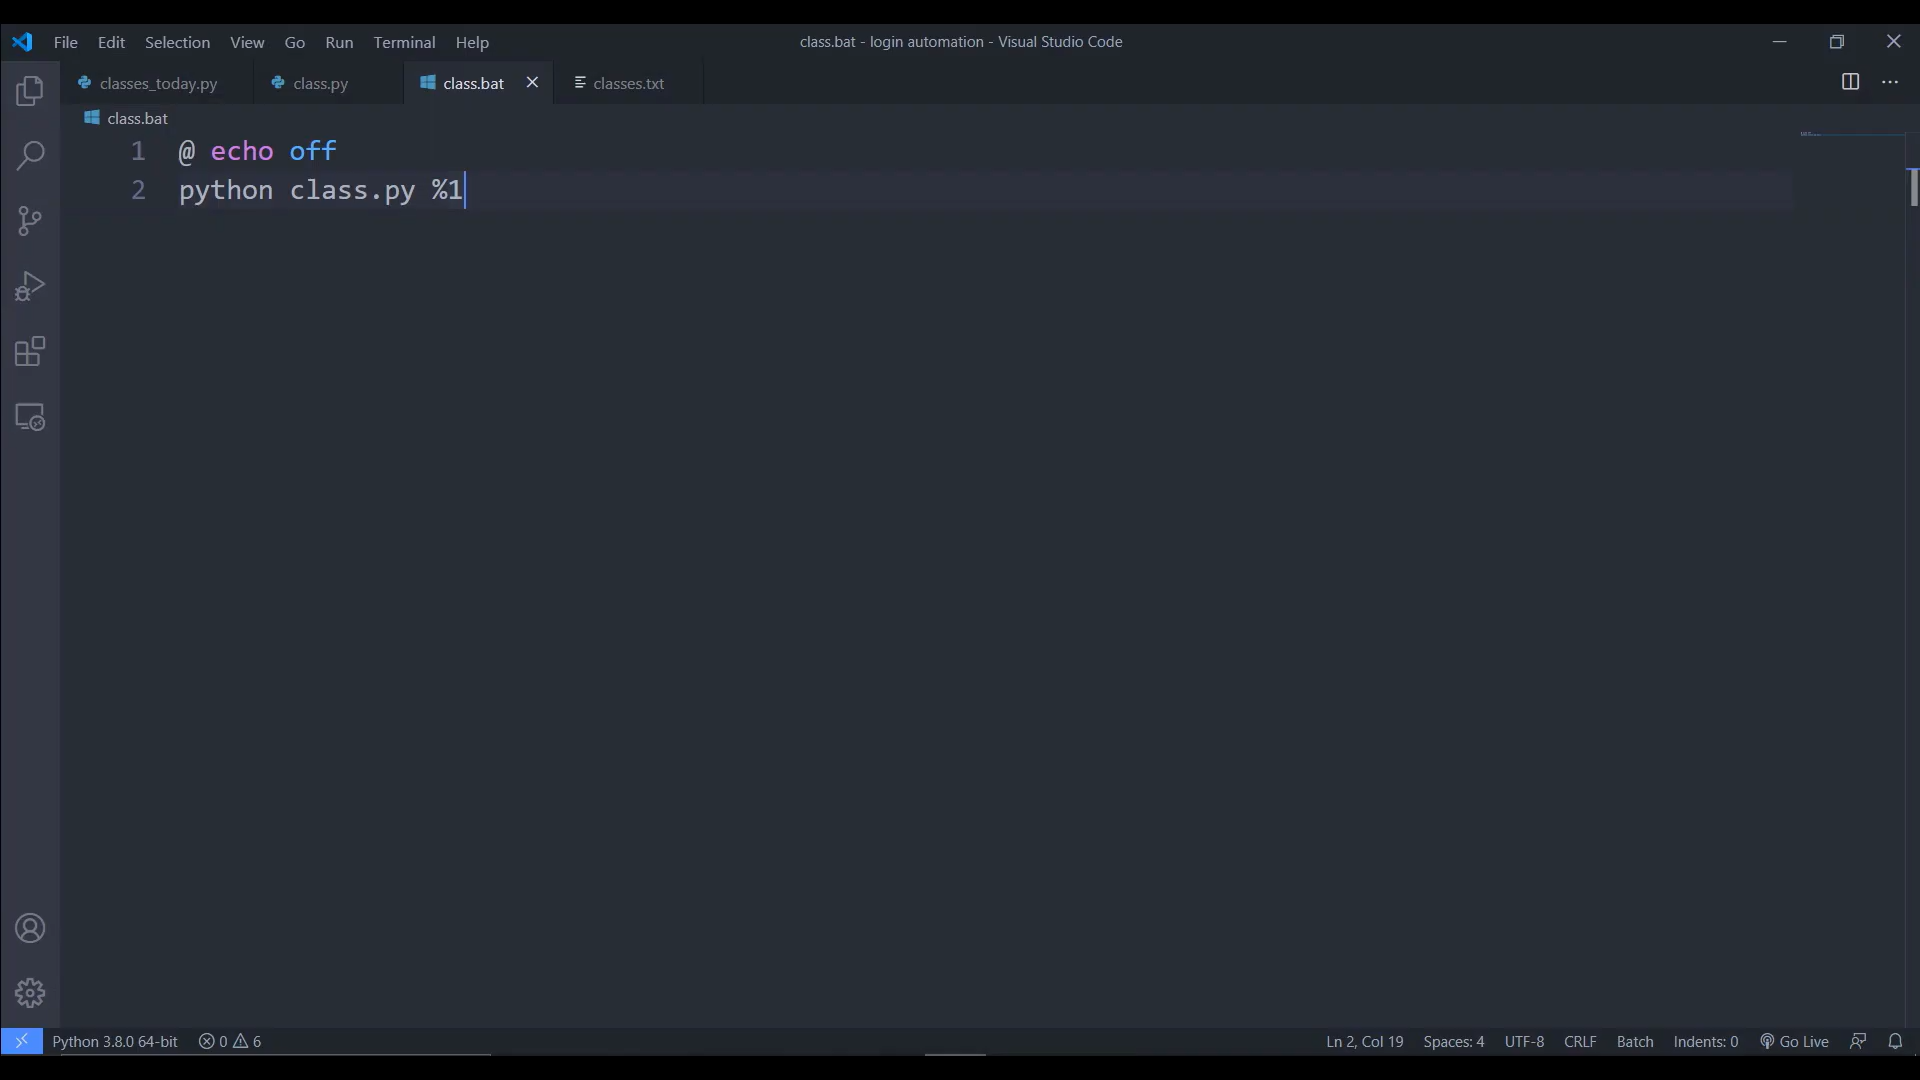 File Edit Selection View Go Run Terminal Help class.bat - login automation - Visual Studio Code
classes_today.py class.py class.bat classes.txt
class.bat
1 @ echo off
2 python class.py %1
Python 3.8.0 64-bit 0 6 Ln 2, Col 19 Spaces: 4 UTF-8 CRLF Batch Indents: 0 Go Live